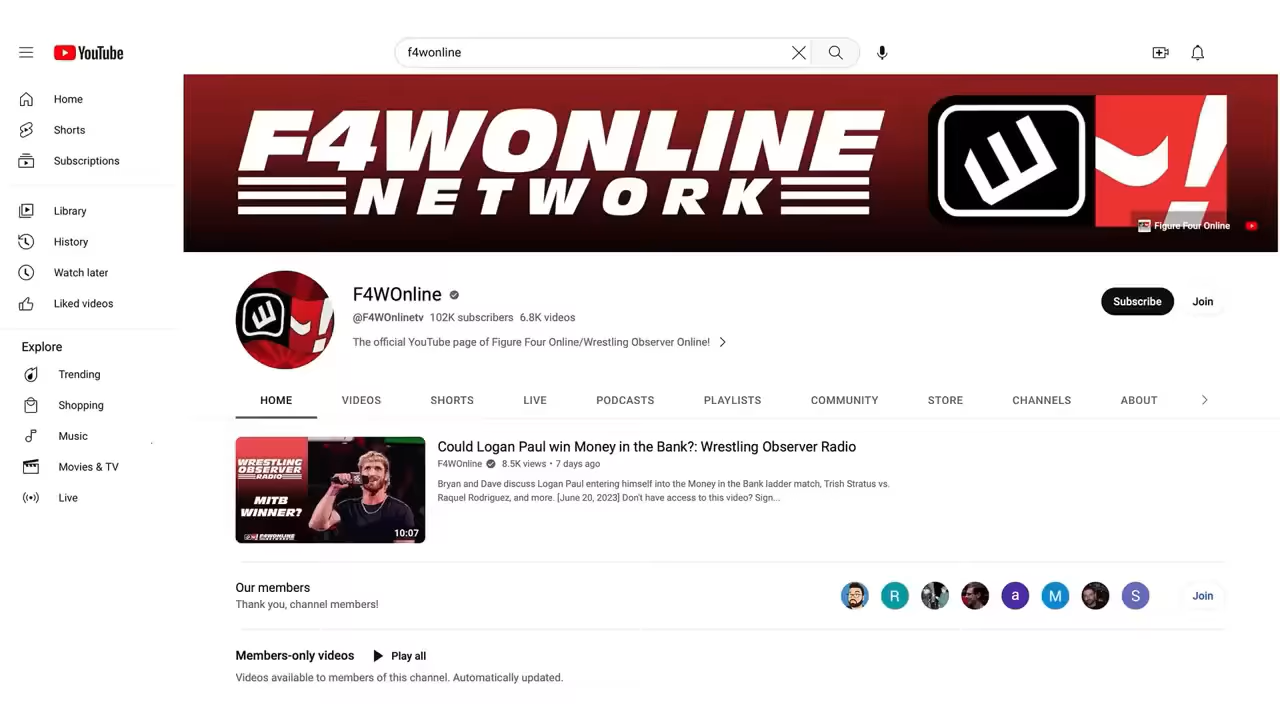 YouTube
f4wonline
Home
Shorts
Subscriptions
Library
History
Watch later
Liked videos
Explore
Trending
Shopping
Music
Movies & TV
Live
F4WONLINE
NETWORK
Figure Four Online
F4WOnline
@F4WOnlinetv 102K subscribers 6.8K videos
The official YouTube page of Figure Four Online/Wrestling Observer Online!
Subscribe
Join
HOME VIDEOS SHORTS LIVE PODCASTS PLAYLISTS COMMUNITY STORE CHANNELS ABOUT
WRESTLING
OBSERVER
RADIO
MITB
WINNER?
F4WONLINE
NETWORK
10:07
Could Logan Paul win Money in the Bank?: Wrestling Observer Radio
F4WOnline 8.5K views • 7 days ago
Bryan and Dave discuss Logan Paul entering himself into the Money in the Bank ladder match, Trish Stratus vs.
Raquel Rodriguez, and more. [June 20, 2023] Don't have access to this video? Sign...
Our members
Thank you, channel members!
R
a
M
S
Join
Members-only videos
Play all
Videos available to members of this channel. Automatically updated.